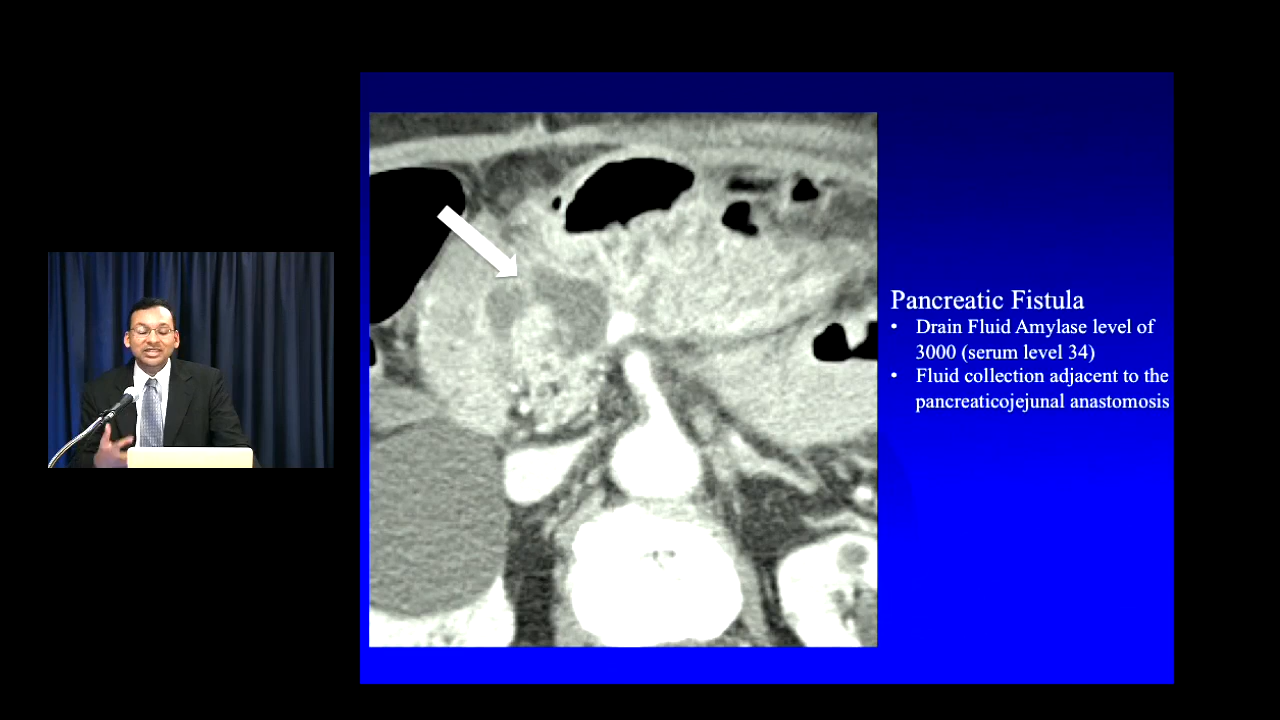 Pancreatic Fistula
• Drain Fluid Amylase level of
3000 (serum level 34)
• Fluid collection adjacent to the
pancreaticojejunal anastomosis